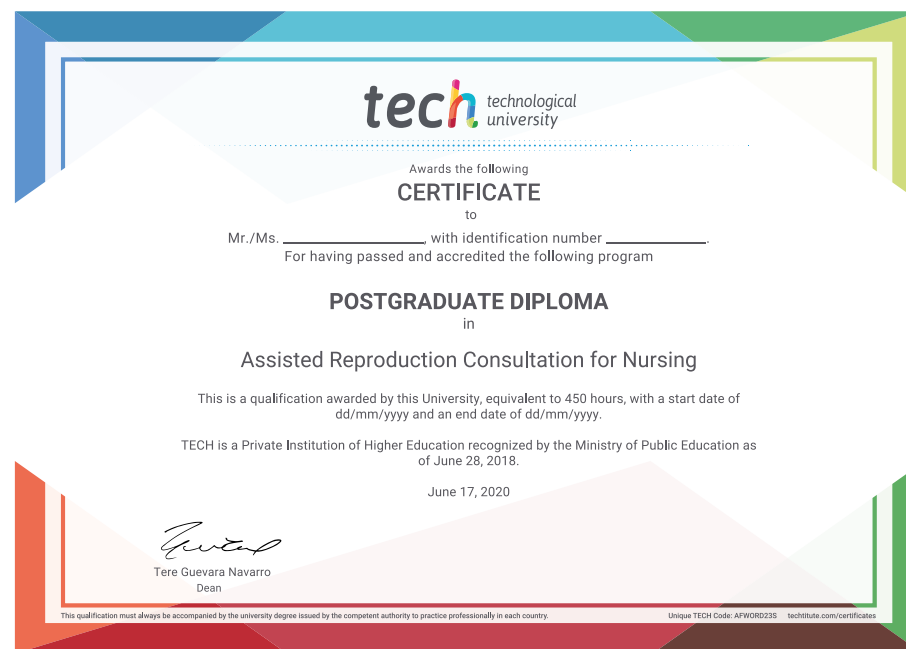 tech technological
university
Awards the following
CERTIFICATE
to
Mr./Ms. ____________, with identification number ____________.
For having passed and accredited the following program
POSTGRADUATE DIPLOMA
in
Assisted Reproduction Consultation for Nursing
This is a qualification awarded by this University, equivalent to 450 hours, with a start date of
dd/mm/yyyy and an end date of dd/mm/yyyy.
TECH is a Private Institution of Higher Education recognized by the Ministry of Public Education as
of June 28, 2018.
June 17, 2020
Tere Guevara Navarro
Dean
This qualification must always be accompanied by the university degree issued by the competent authority to practice professionally in each country. Unique TECH Code: AFWORD23S techtitute.com/certificates